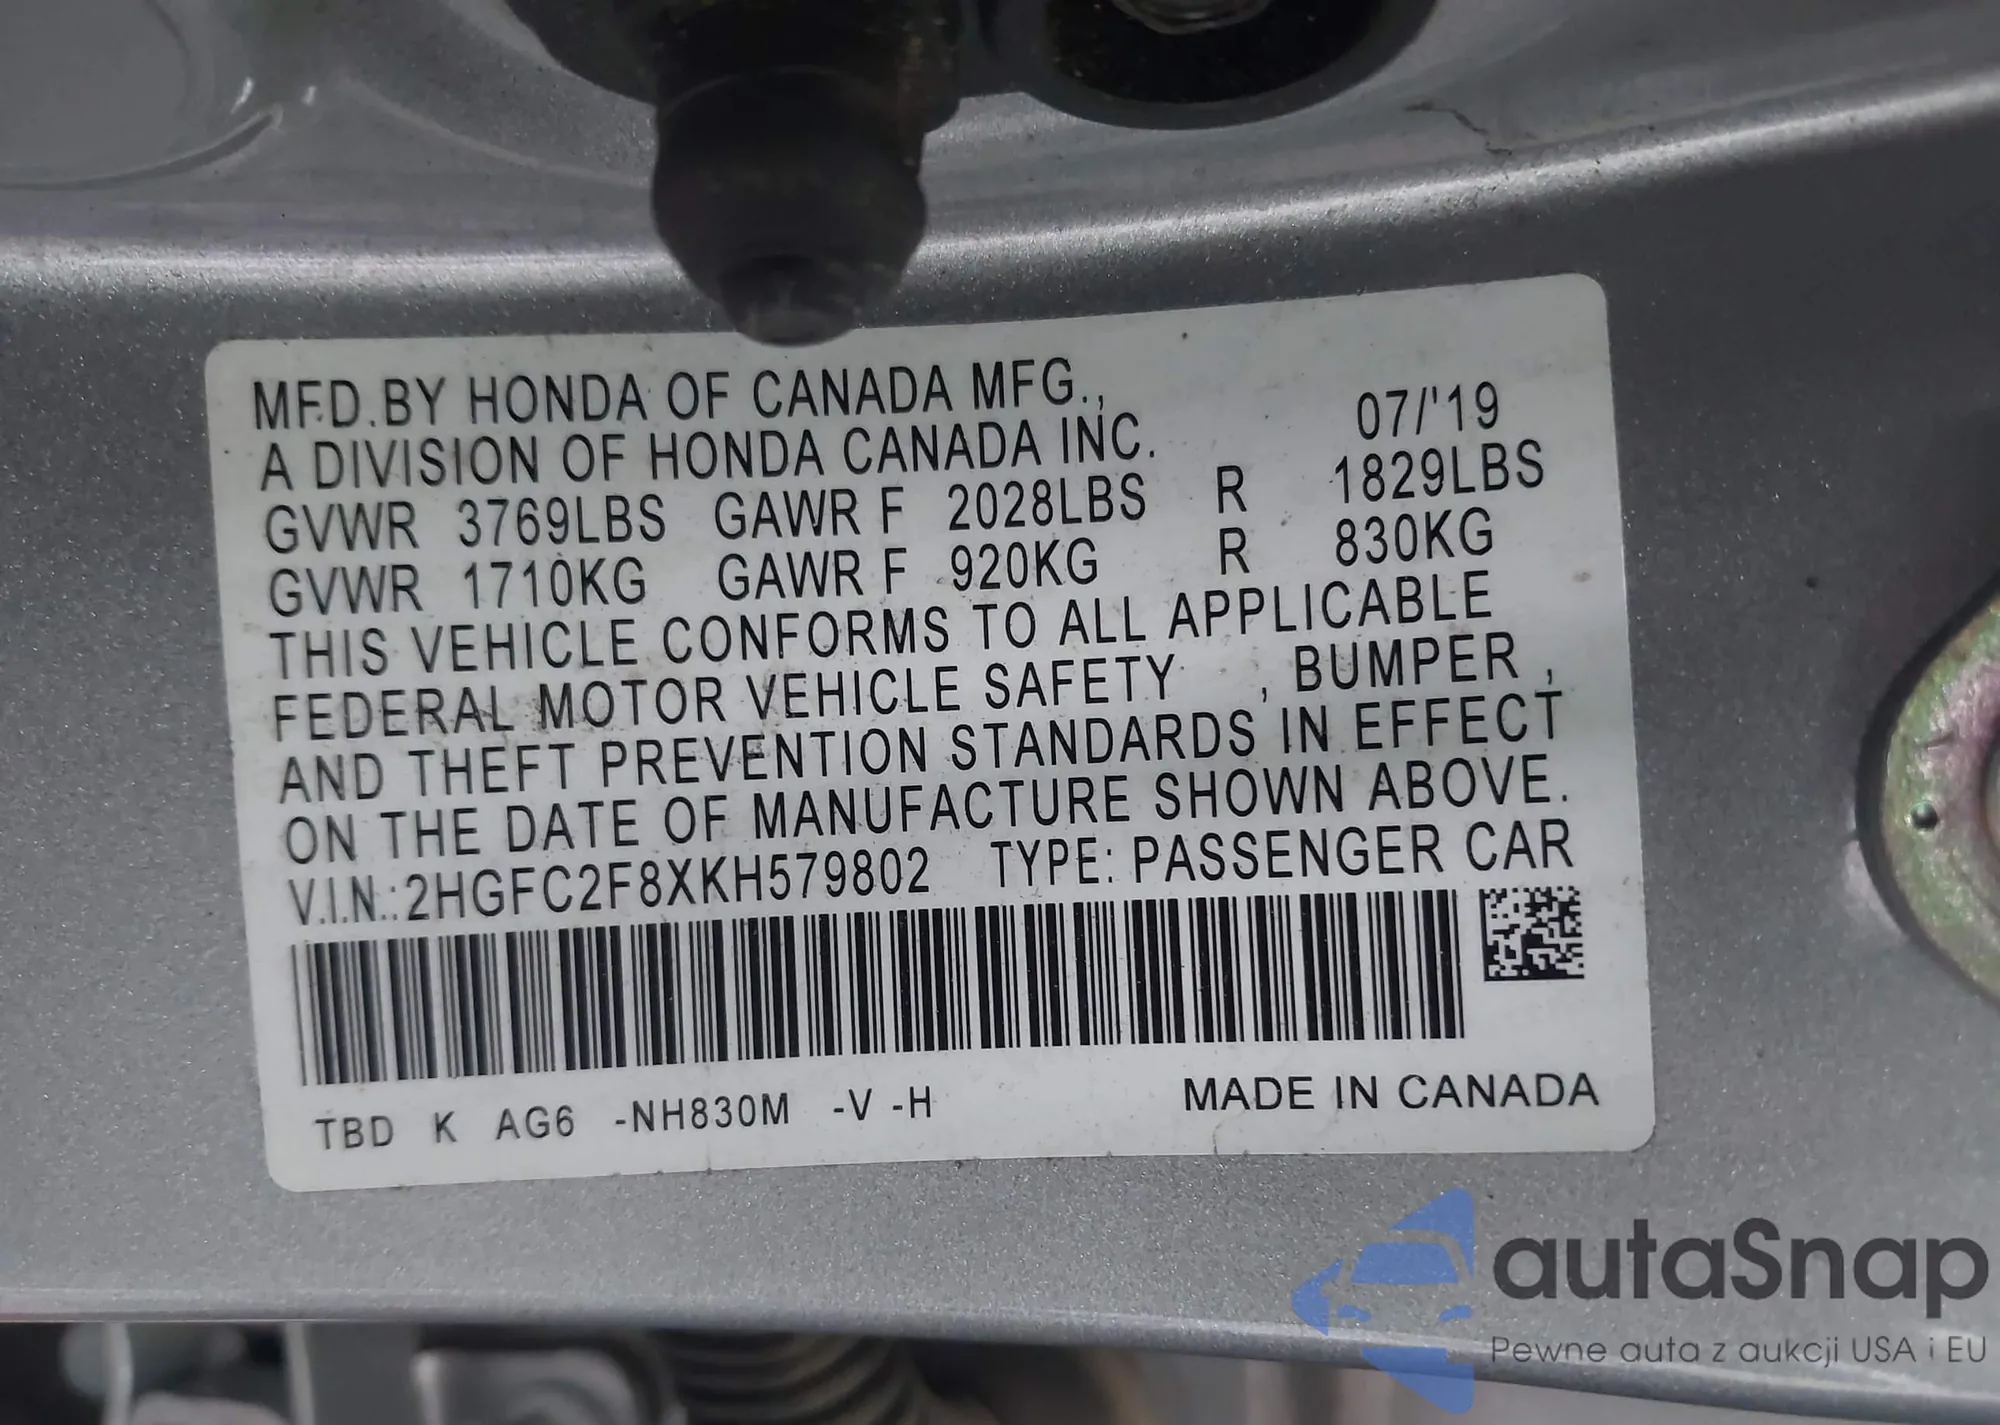 MFD.BY HONDA OF CANADA MFG.,
A DIVISION OF HONDA CANADA INC. 07/'19
GVWR 3769LBS GAWR F 2028LBS R 1829LBS
GVWR 1710KG GAWR F 920KG R 830KG
THIS VEHICLE CONFORMS TO ALL APPLICABLE
FEDERAL MOTOR VEHICLE SAFETY , BUMPER ,
AND THEFT PREVENTION STANDARDS IN EFFECT
ON THE DATE OF MANUFACTURE SHOWN ABOVE.
V.I.N.:2HGFC2F8XKH579802 TYPE: PASSENGER CAR
TBD K AG6 -NH830M -V -H MADE IN CANADA
autaSnap
Pewne auta z aukcji USA i EU